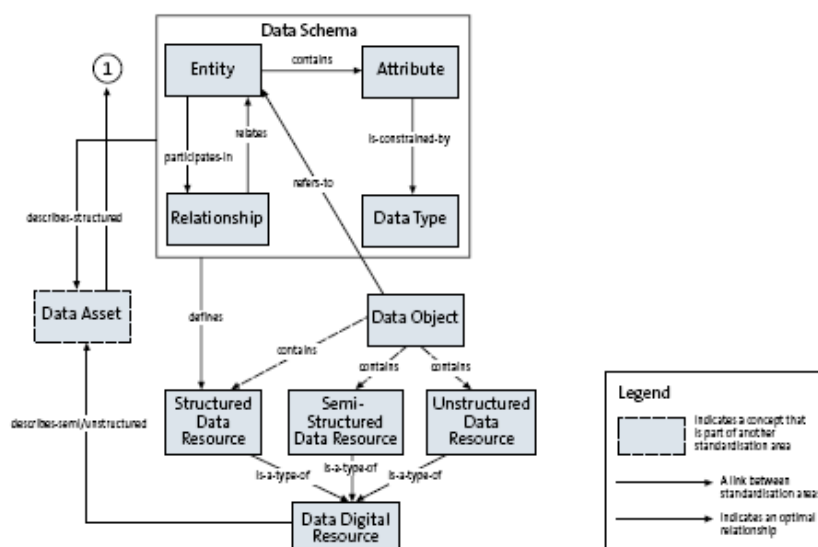 Data Schema
1
Entity
contains
Attribute
relates
is-constrained-by
participates-in
refers-to
Relationship
Data Type
describes-structured
Data Asset
defines
Data Object
contains
contains
contains
Structured
Data Resource
Semi-
Structured
Data Resource
Unstructured
Data
Resource
describes-semi/unstructured
is-a-type-of
is-a-type-of
is-a-type-of
Data Digital
Resource
Legend
Indicates a concept that
is part of another
standardisation area
A link between
standardisation areas
Indicates an optimal
relationship